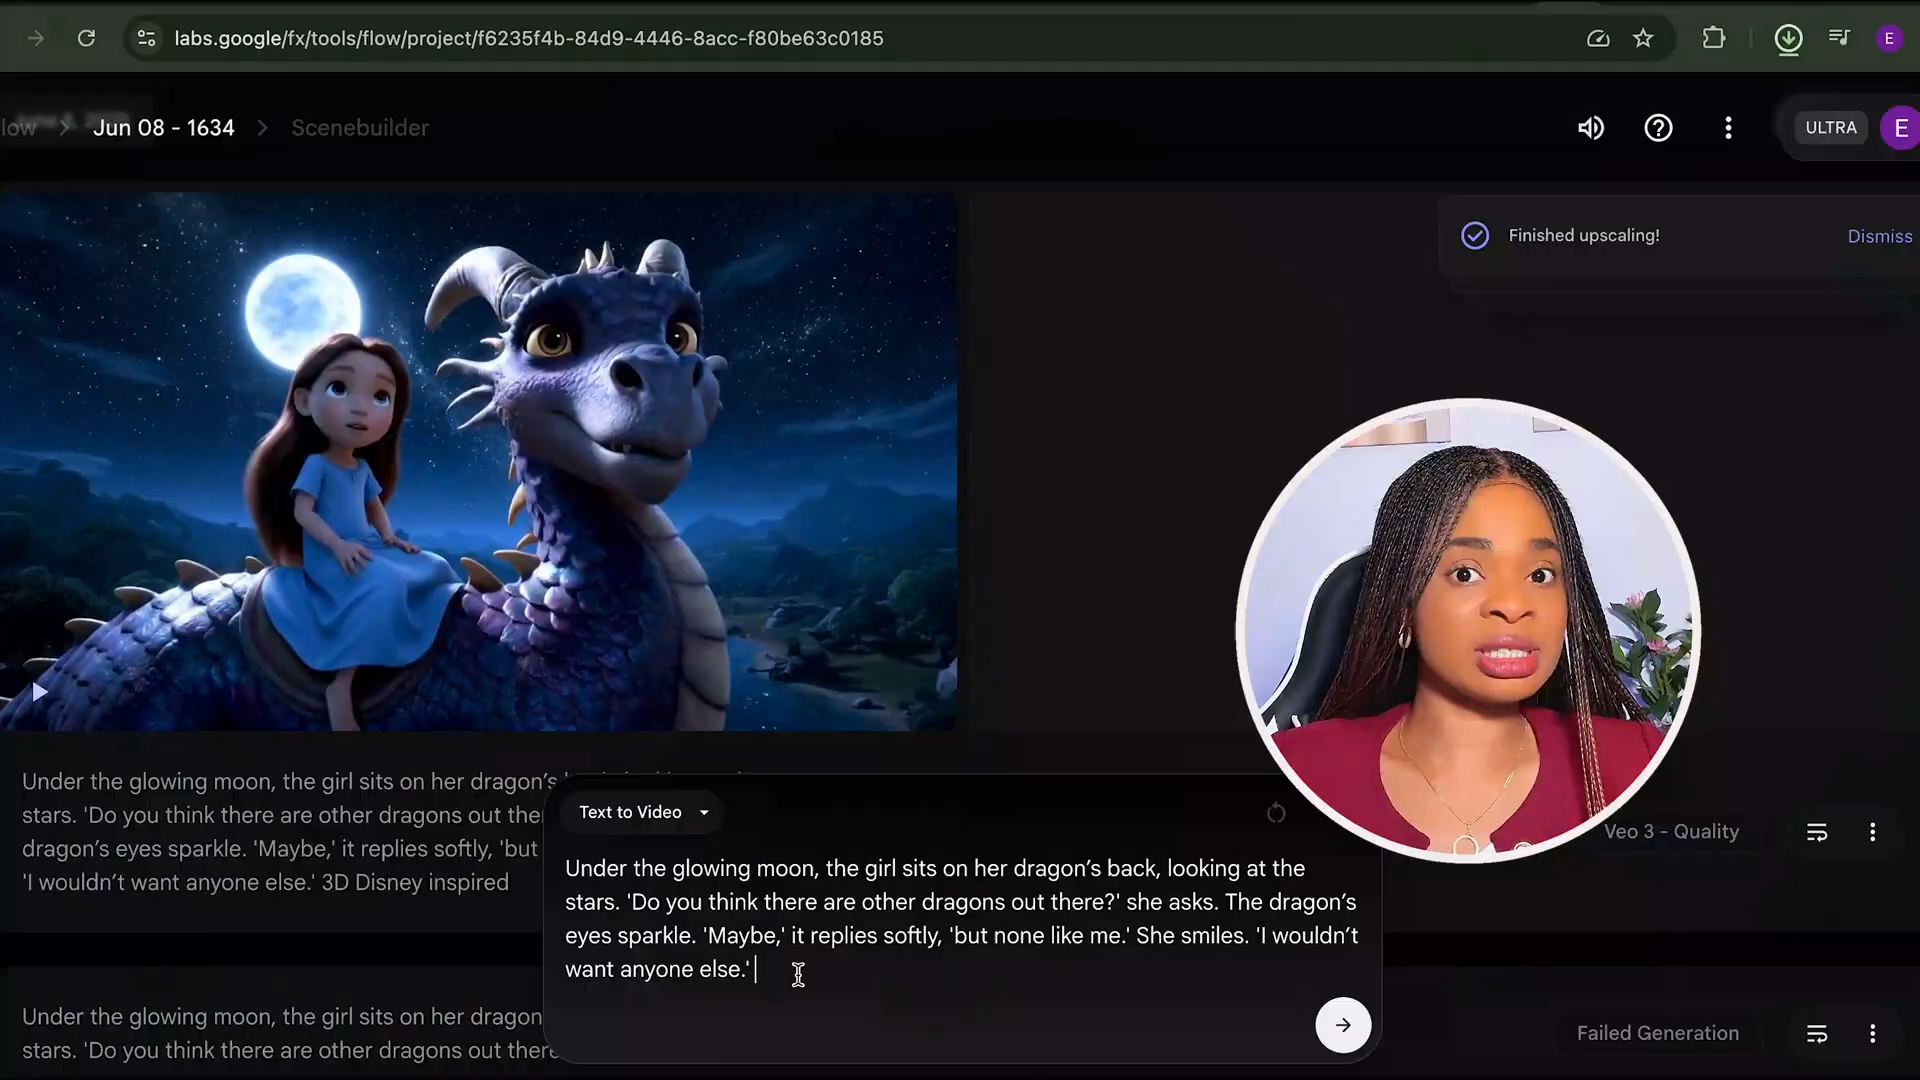 labs.google/fx/tools/flow/project/f6235f4b-84d9-4446-8acc-f80be63c0185
E
low > Jun 08 - 1634 > Scenebuilder
ULTRA
E
Finished upscaling!
Dismiss
Under the glowing moon, the girl sits on her dragon’s
stars. 'Do you think there are other dragons out the
dragon’s eyes sparkle. 'Maybe,' it replies softly, 'but
'I wouldn’t want anyone else.' 3D Disney inspired
Veo 3 - Quality
Text to Video
Under the glowing moon, the girl sits on her dragon’s back, looking at the
stars. 'Do you think there are other dragons out there?' she asks. The dragon’s
eyes sparkle. 'Maybe,' it replies softly, 'but none like me.' She smiles. 'I wouldn’t
want anyone else.'
Under the glowing moon, the girl sits on her dragon
stars. 'Do you think there are other dragons out there
Failed Generation